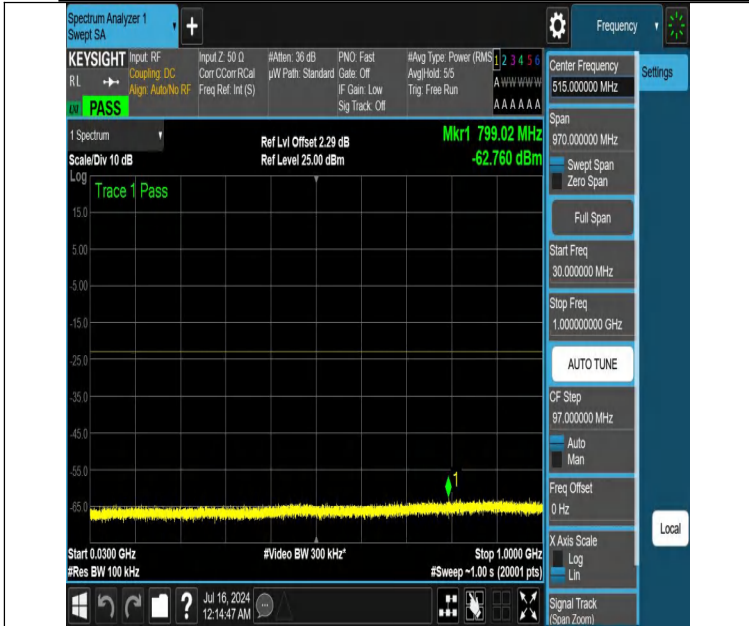 Spectrum Analyzer 1
Swept SA
+
Frequency
KEYSIGHT
RL
LXI
PASS
Input: RF
Coupling: DC
Align: Auto/No RF
Input Z: 50 Ω
Corr CCorr RCal
Freq Ref: Int (S)
#Atten: 36 dB
µW Path: Standard
PNO: Fast
Gate: Off
IF Gain: Low
Sig Track: Off
#Avg Type: Power (RMS
Avg|Hold: 5/5
Trig: Free Run
1 2 3 4 5 6
A W W W W W
A A A A A A
1 Spectrum
Scale/Div 10 dB
Ref Lvl Offset 2.29 dB
Ref Level 25.00 dBm
Mkr1 799.02 MHz
-62.760 dBm
Log
Trace 1 Pass
15.0
5.00
-5.00
-15.0
-25.0
-35.0
-45.0
-55.0
-65.0
1
Start 0.0300 GHz
#Res BW 100 kHz
#Video BW 300 kHz*
Stop 1.0000 GHz
#Sweep ~1.00 s (20001 pts)
?
Jul 16, 2024
12:14:47 AM
Center Frequency
515.000000 MHz
Settings
Span
970.000000 MHz
Swept Span
Zero Span
Full Span
Start Freq
30.000000 MHz
Stop Freq
1.000000000 GHz
AUTO TUNE
CF Step
97.000000 MHz
Auto
Man
Freq Offset
0 Hz
Local
X Axis Scale
Log
Lin
Signal Track
(Span Zoom)